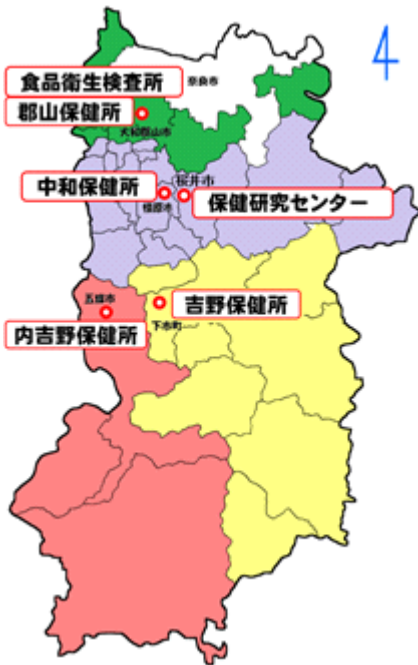 4
食品衛生検査所
奈良市
郡山保健所
大和郡山市
中和保健所
桜井市
橿原市
保健研究センター
五條市
吉野保健所
下市町
内吉野保健所